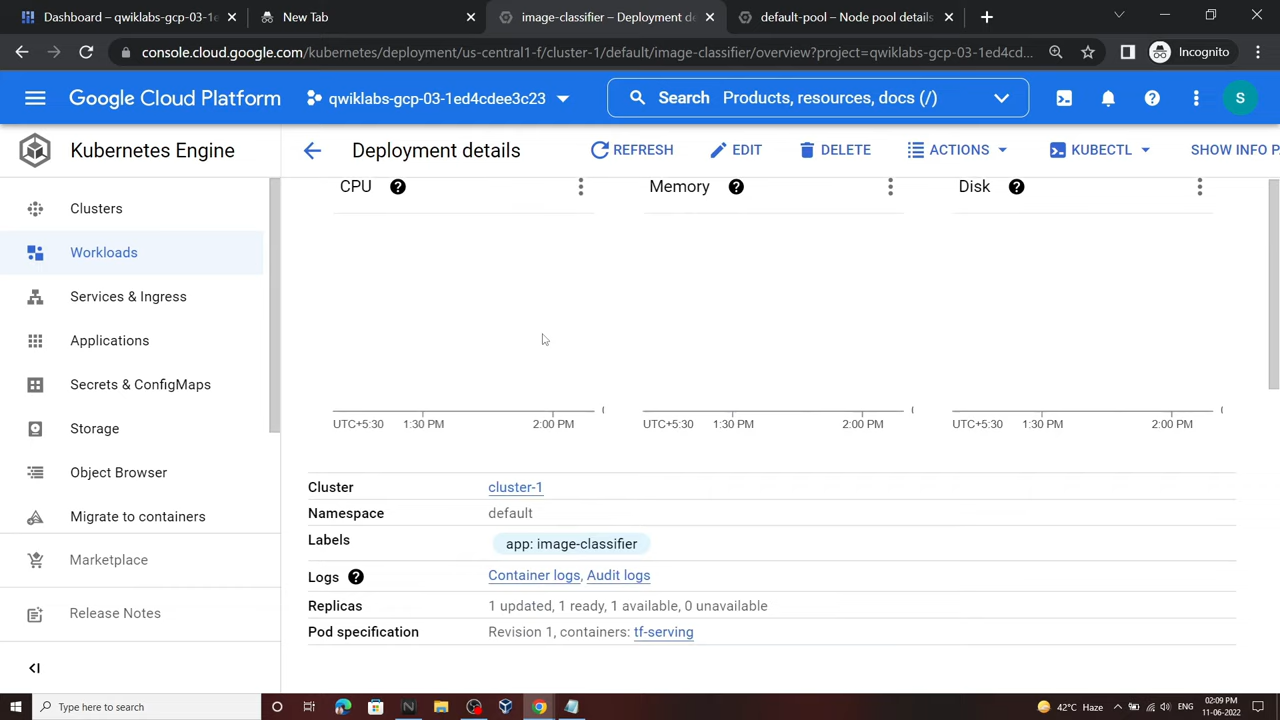 Dashboard – qwiklabs-gcp-03-1e
New Tab
image-classifier – Deployment de
default-pool – Node pool details
console.cloud.google.com/kubernetes/deployment/us-central1-f/cluster-1/default/image-classifier/overview?project=qwiklabs-gcp-03-1ed4cd...
Incognito
Google Cloud Platform
qwiklabs-gcp-03-1ed4cdee3c23
Search Products, resources, docs (/)
S
Kubernetes Engine
Deployment details
REFRESH
EDIT
DELETE
ACTIONS
KUBECTL
SHOW INFO P
Clusters
Workloads
Services & Ingress
Applications
Secrets & ConfigMaps
Storage
Object Browser
Migrate to containers
Marketplace
Release Notes
CPU
Memory
Disk
UTC+5:30 1:30 PM 2:00 PM
UTC+5:30 1:30 PM 2:00 PM
UTC+5:30 1:30 PM 2:00 PM
Cluster cluster-1
Namespace default
Labels app: image-classifier
Logs Container logs, Audit logs
Replicas 1 updated, 1 ready, 1 available, 0 unavailable
Pod specification Revision 1, containers: tf-serving
Type here to search
42°C Haze
ENG
02:09 PM
11-06-2022